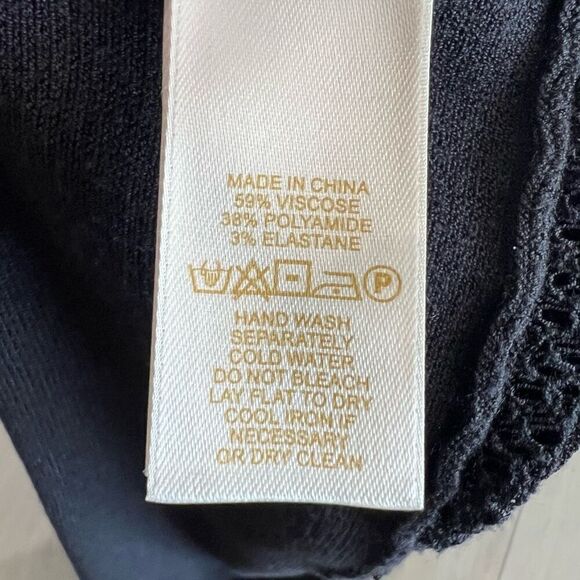 MADE IN CHINA
59% VISCOSE
38% POLYAMIDE
3% ELASTANE
P
HAND WASH
SEPARATELY
COLD WATER
DO NOT BLEACH
LAY FLAT TO DRY
COOL IRON IF
NECESSARY
OR DRY CLEAN